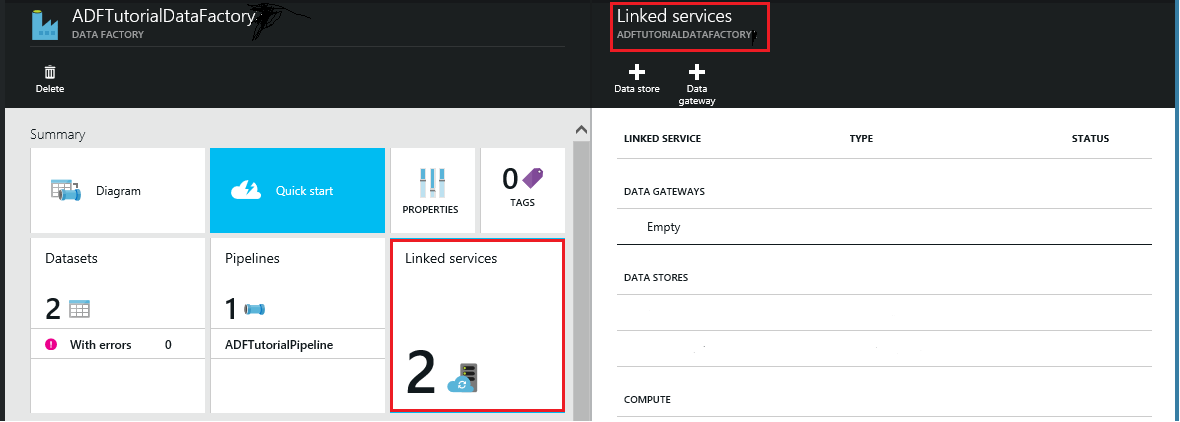 ADFTutorialDataFactory
DATA FACTORY
Delete
Summary
Diagram
Quick start
PROPERTIES
0
TAGS
Datasets
2
With errors 0
Pipelines
1
ADFTutorialPipeline
Linked services
2
Linked services
ADFTUTORIALDATAFACTORY
Data store
Data
gateway
LINKED SERVICE TYPE STATUS
DATA GATEWAYS
Empty
DATA STORES
COMPUTE